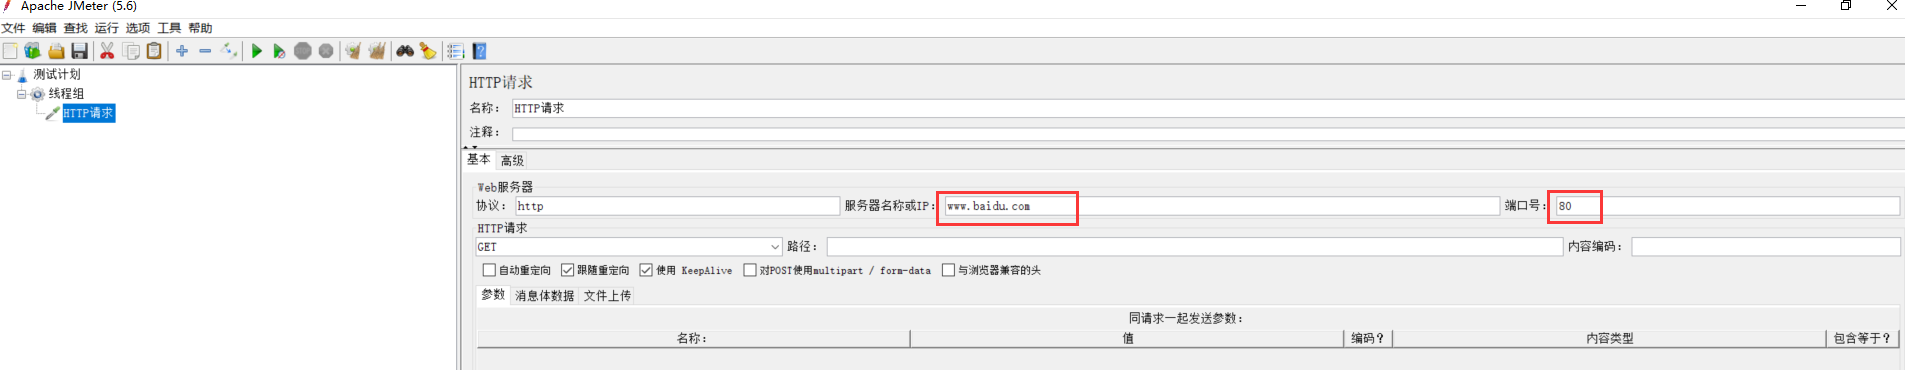 Apache JMeter (5.6)
文件 编辑 查找 运行 选项 工具 帮助
测试计划
线程组
HTTP请求
HTTP请求
名称： HTTP请求
注释：
基本 高级
Web服务器
协议： http 服务器名称或IP： www.baidu.com 端口号： 80
HTTP请求
GET 路径： 内容编码：
自动重定向 跟随重定向 使用 KeepAlive 对POST使用multipart / form-data 与浏览器兼容的头
参数 消息体数据 文件上传
同请求一起发送参数：
名称： 值 编码？ 内容类型 包含等于？